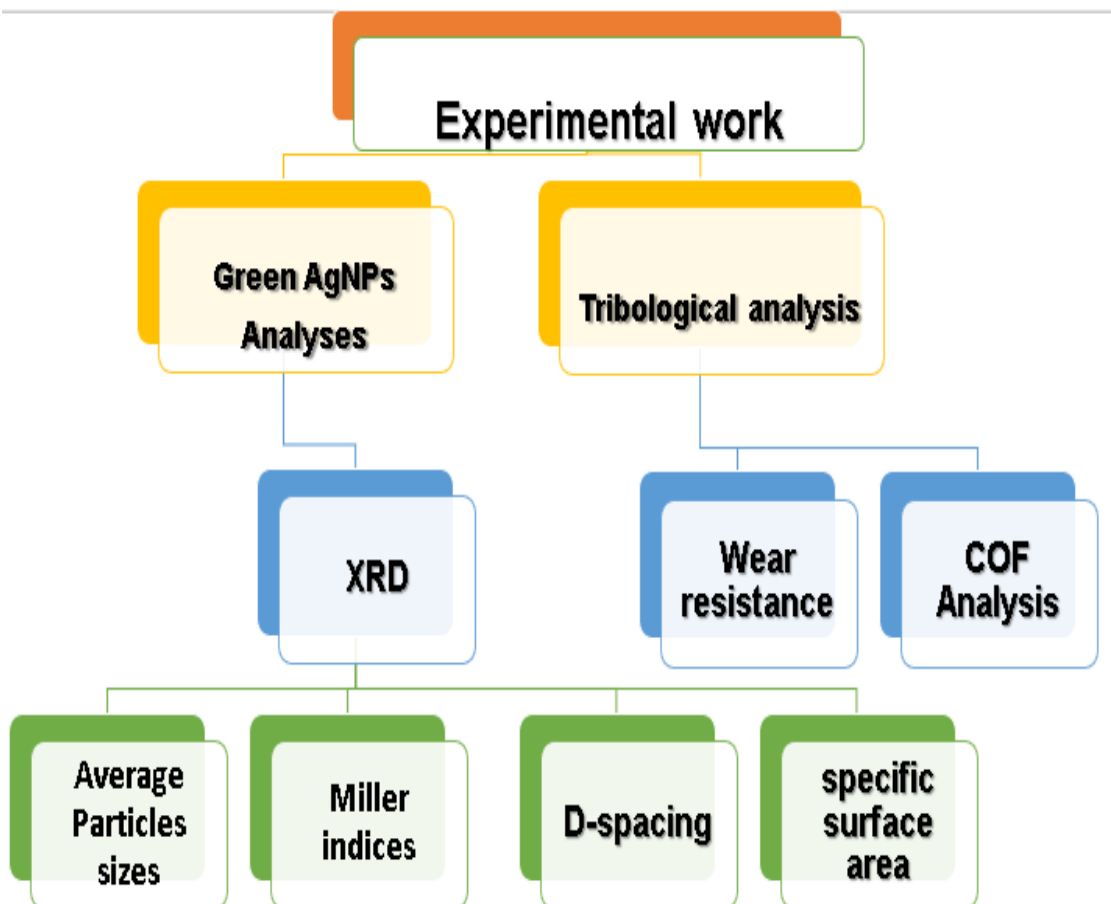 Experimental work
Green AgNPs
Analyses
Tribological analysis
XRD
Wear
resistance
COF
Analysis
Average
Particles
sizes
Miller
indices
D-spacing
specific
surface
area